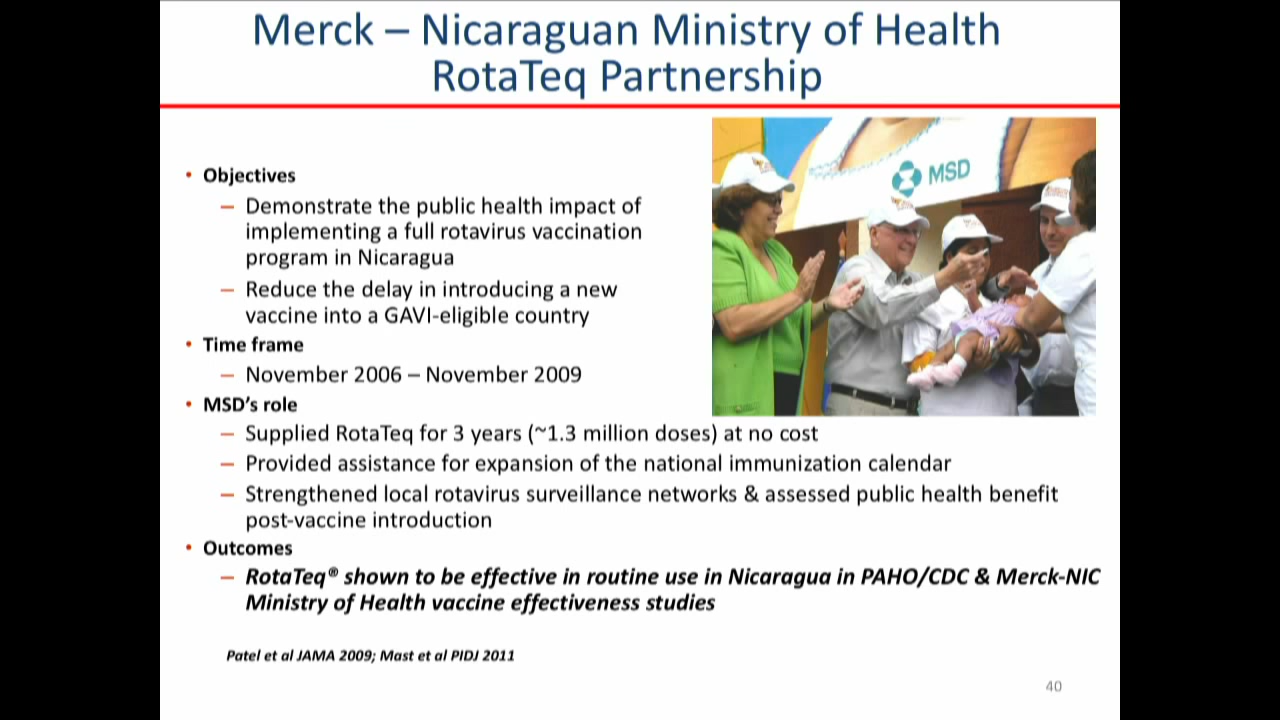 Merck – Nicaraguan Ministry of Health
RotaTeq Partnership
MSD
• Objectives
– Demonstrate the public health impact of
implementing a full rotavirus vaccination
program in Nicaragua
– Reduce the delay in introducing a new
vaccine into a GAVI-eligible country
• Time frame
– November 2006 – November 2009
• MSD’s role
– Supplied RotaTeq for 3 years (~1.3 million doses) at no cost
– Provided assistance for expansion of the national immunization calendar
– Strengthened local rotavirus surveillance networks & assessed public health benefit
post-vaccine introduction
• Outcomes
– RotaTeq® shown to be effective in routine use in Nicaragua in PAHO/CDC & Merck-NIC
Ministry of Health vaccine effectiveness studies
Patel et al JAMA 2009; Mast et al PIDJ 2011
40